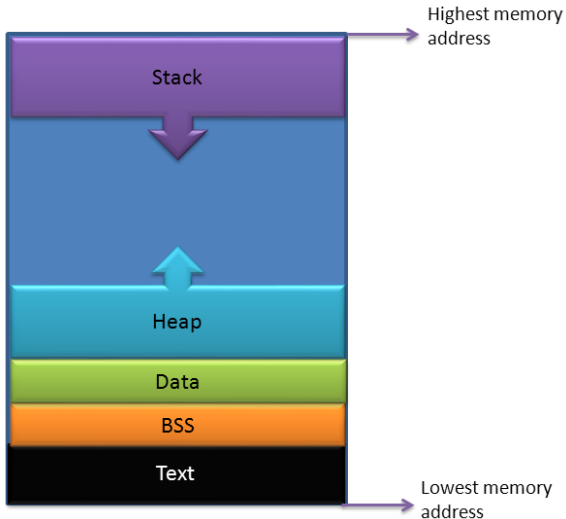 Highest memory
address
Stack
Heap
Data
BSS
Text
Lowest memory
address